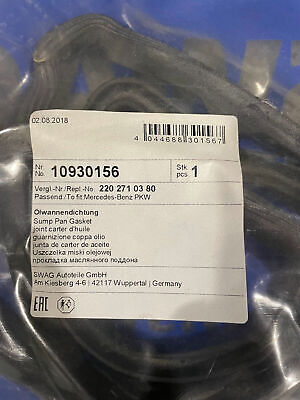 02.08.2018
4 044688 301567
Nr.
No. 10930156
Stk.
pcs. 1
Vergl.-Nr./Repl.-No. 220 271 03 80
Passend/To fit Mercedes-Benz PKW
Ölwannendichtung
Sump Pan Gasket
joint carter d'huile
guarnizione coppa olio
junta de carter de aceite
Uszczelka miski olejowej
прокладка маслянного поддона
SWAG Autoteile GmbH
Am Kiesberg 4-6 | 42117 Wuppertal | Germany
EAC